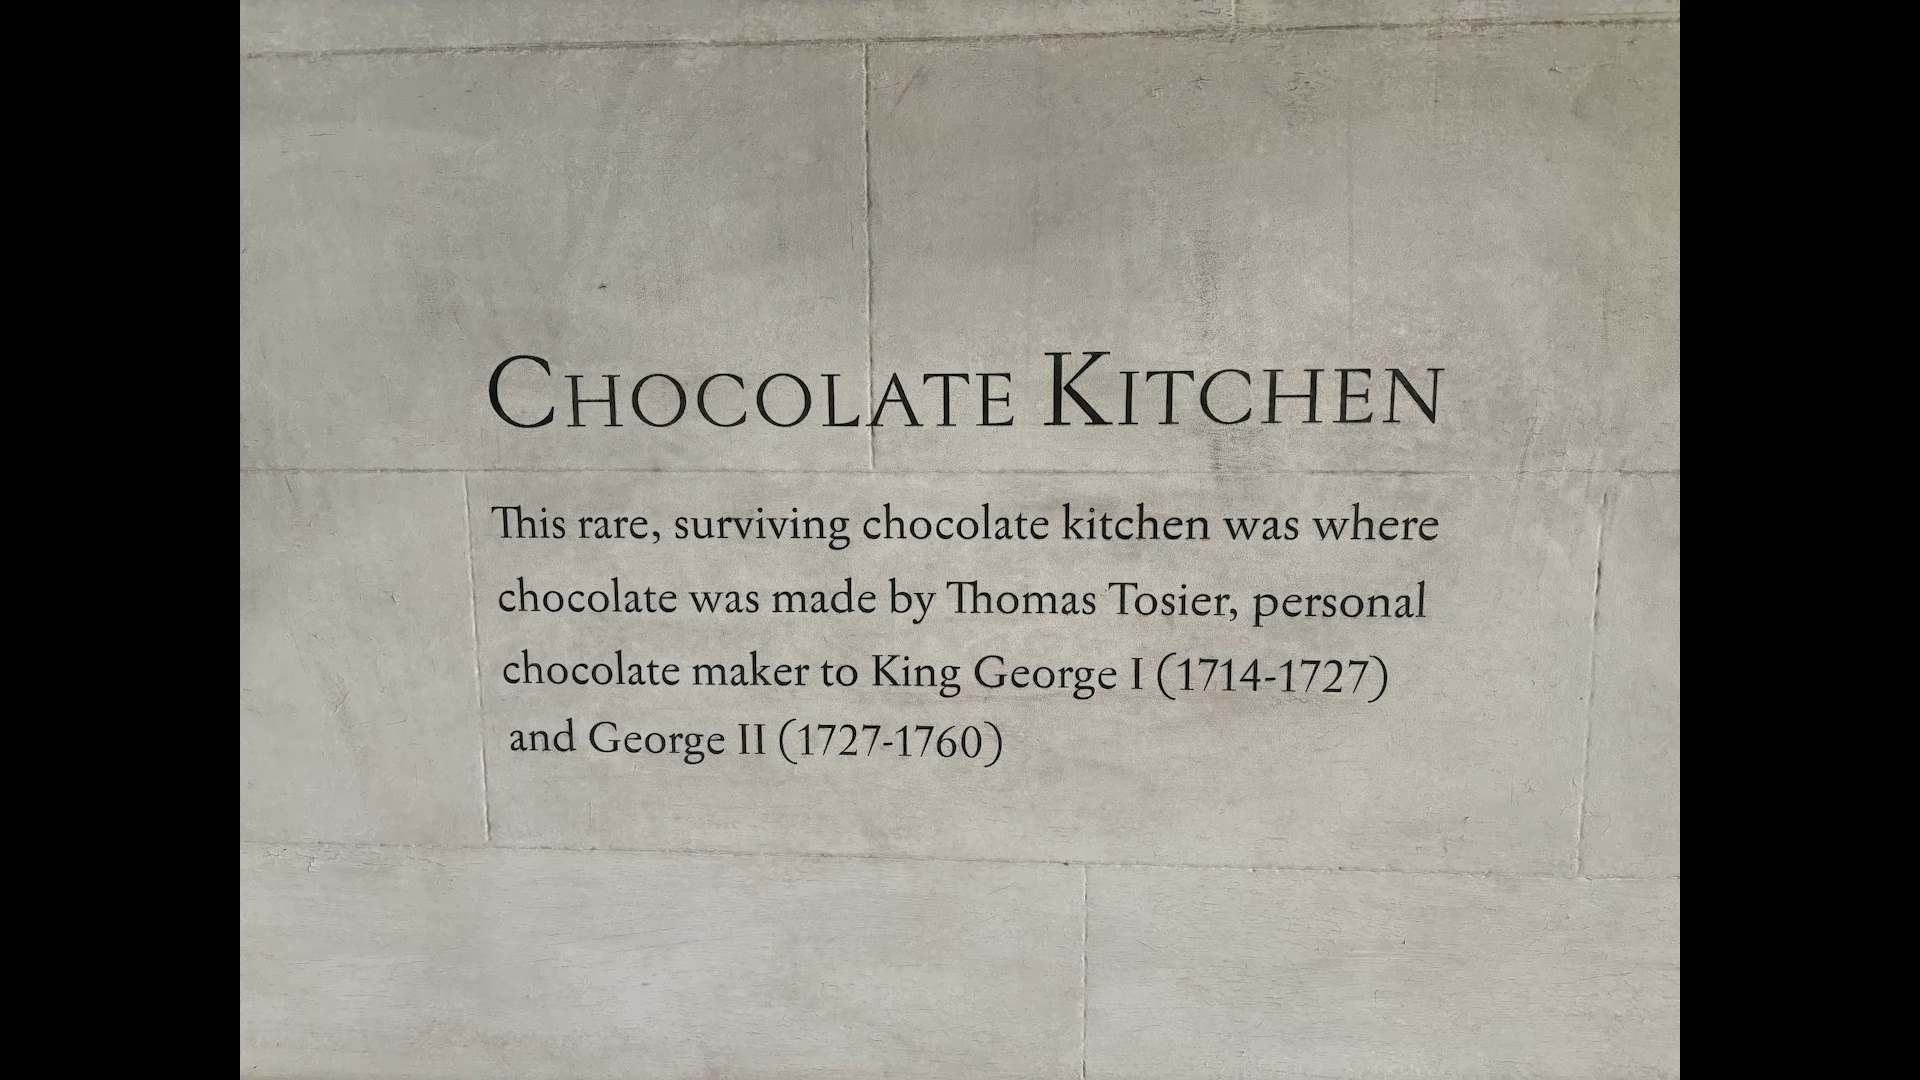 CHOCOLATE KITCHEN
This rare, surviving chocolate kitchen was where
chocolate was made by Thomas Tosier, personal
chocolate maker to King George I (1714-1727)
and George II (1727-1760)